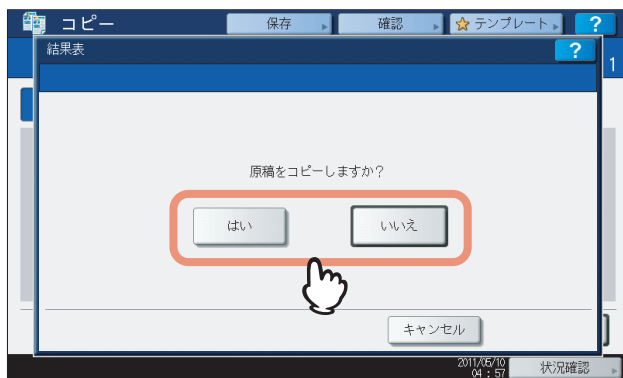 コピー
保存
確認
テンプレート
?
結果表
?
1
原稿をコピーしますか?
はい
いいえ
キャンセル
2011/05/10
04 : 57
状況確認